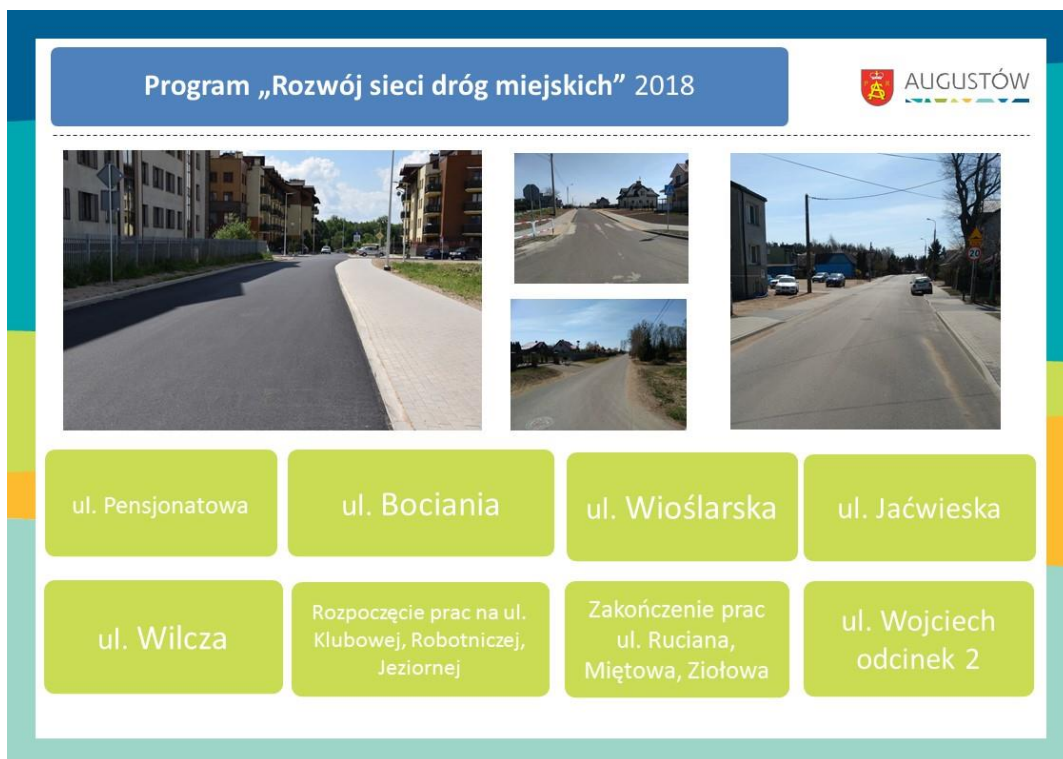 Program „Rozwój sieci dróg miejskich” 2018
AUGUSTÓW
20
ul. Pensjonatowa
ul. Bociania
ul. Wioślarska
ul. Jaćwieska
ul. Wilcza
Rozpoczęcie prac na ul.
Klubowej, Robotniczej,
Jeziornej
Zakończenie prac
ul. Ruciana,
Miętowa, Ziołowa
ul. Wojciech
odcinek 2